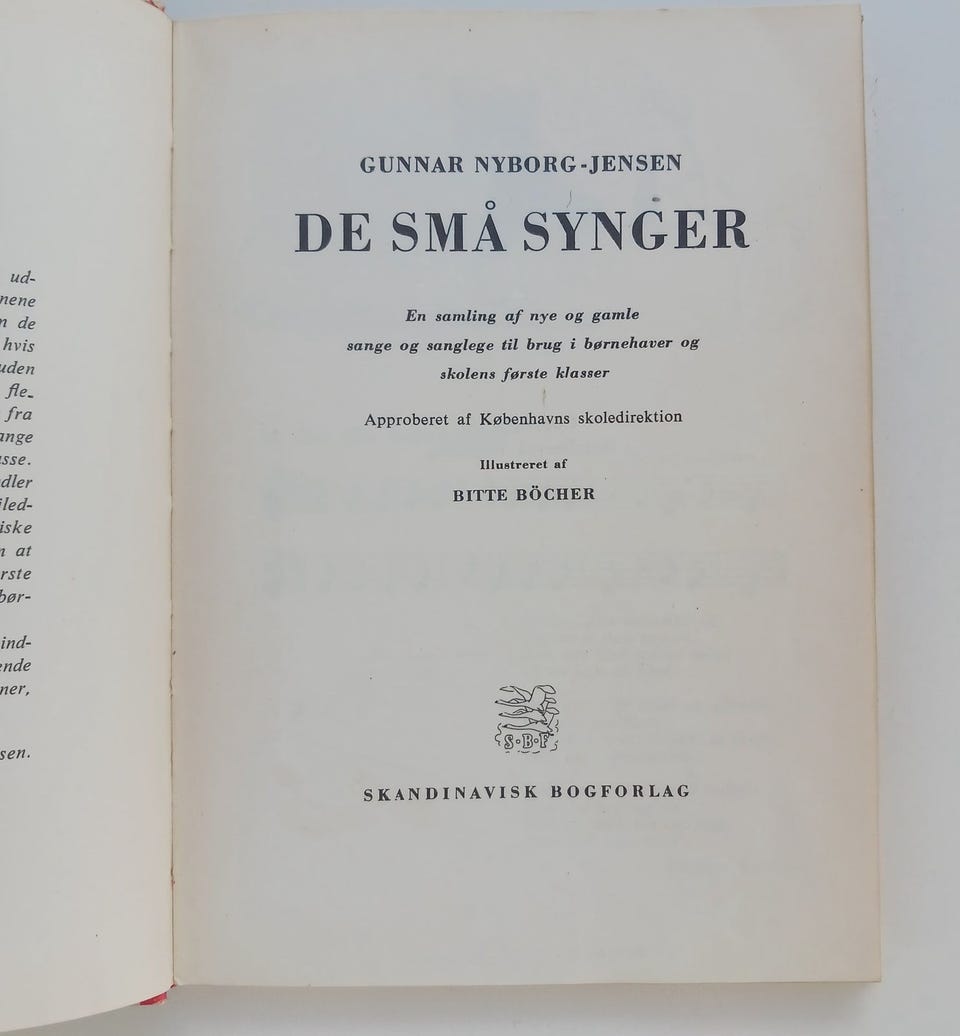 ud-
nene
n de
hvis
uden
fle-
fra
ange
sse.
dler
iled-
iske
n at
rste
bør-
ind-
ende
ner,
sen.
GUNNAR NYBORG-JENSEN
DE SMÅ SYNGER
En samling af nye og gamle
sange og sanglege til brug i børnehaver og
skolens første klasser
Approberet af Københavns skoledirektion
Illustreret af
BITTE BÖCHER
S·B·F
SKANDINAVISK BOGFORLAG